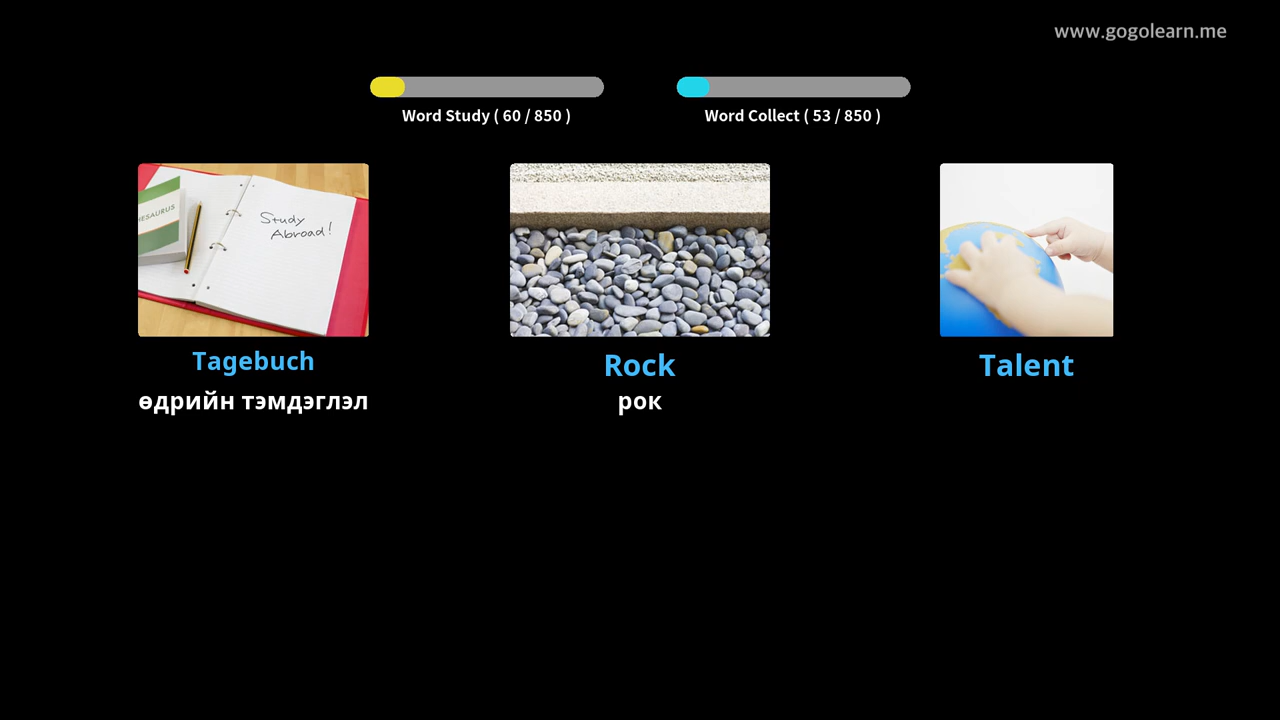 www.gogolearn.me
Word Study ( 60 / 850 )
Word Collect ( 53 / 850 )
HESAURUS
Study
Abroad!
Tagebuch
Rock
Talent
өдрийн тэмдэглэл
рок